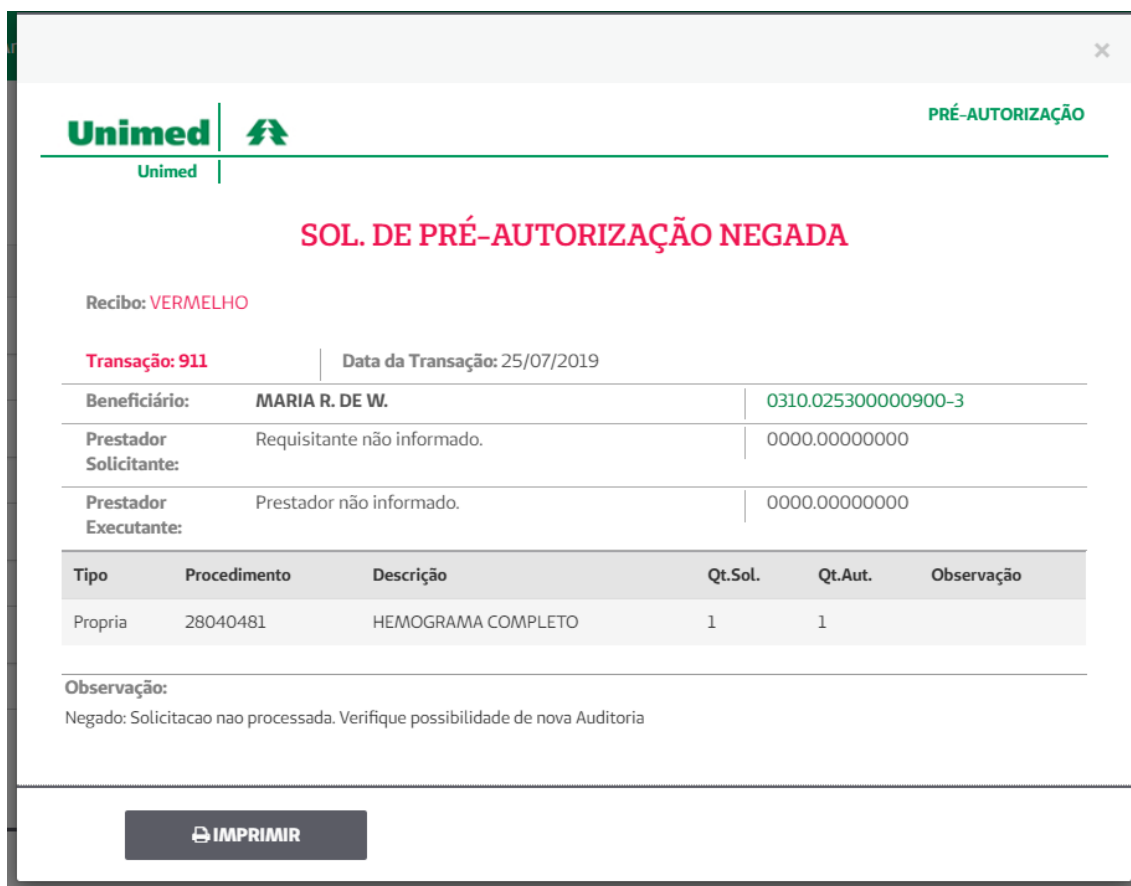 ×
Unimed
PRÉ-AUTORIZAÇÃO
Unimed
SOL. DE PRÉ-AUTORIZAÇÃO NEGADA
Recibo: VERMELHO
Transação: 911 Data da Transação: 25/07/2019
Beneficiário: MARIA R. DE W. 0310.025300000900-3
Prestador Requisitante não informado. 0000.00000000
Solicitante:
Prestador Prestador não informado. 0000.00000000
Executante:
Tipo Procedimento Descrição Qt.Sol. Qt.Aut. Observação
Propria 28040481 HEMOGRAMA COMPLETO 1 1
Observação:
Negado: Solicitacao nao processada. Verifique possibilidade de nova Auditoria
IMPRIMIR